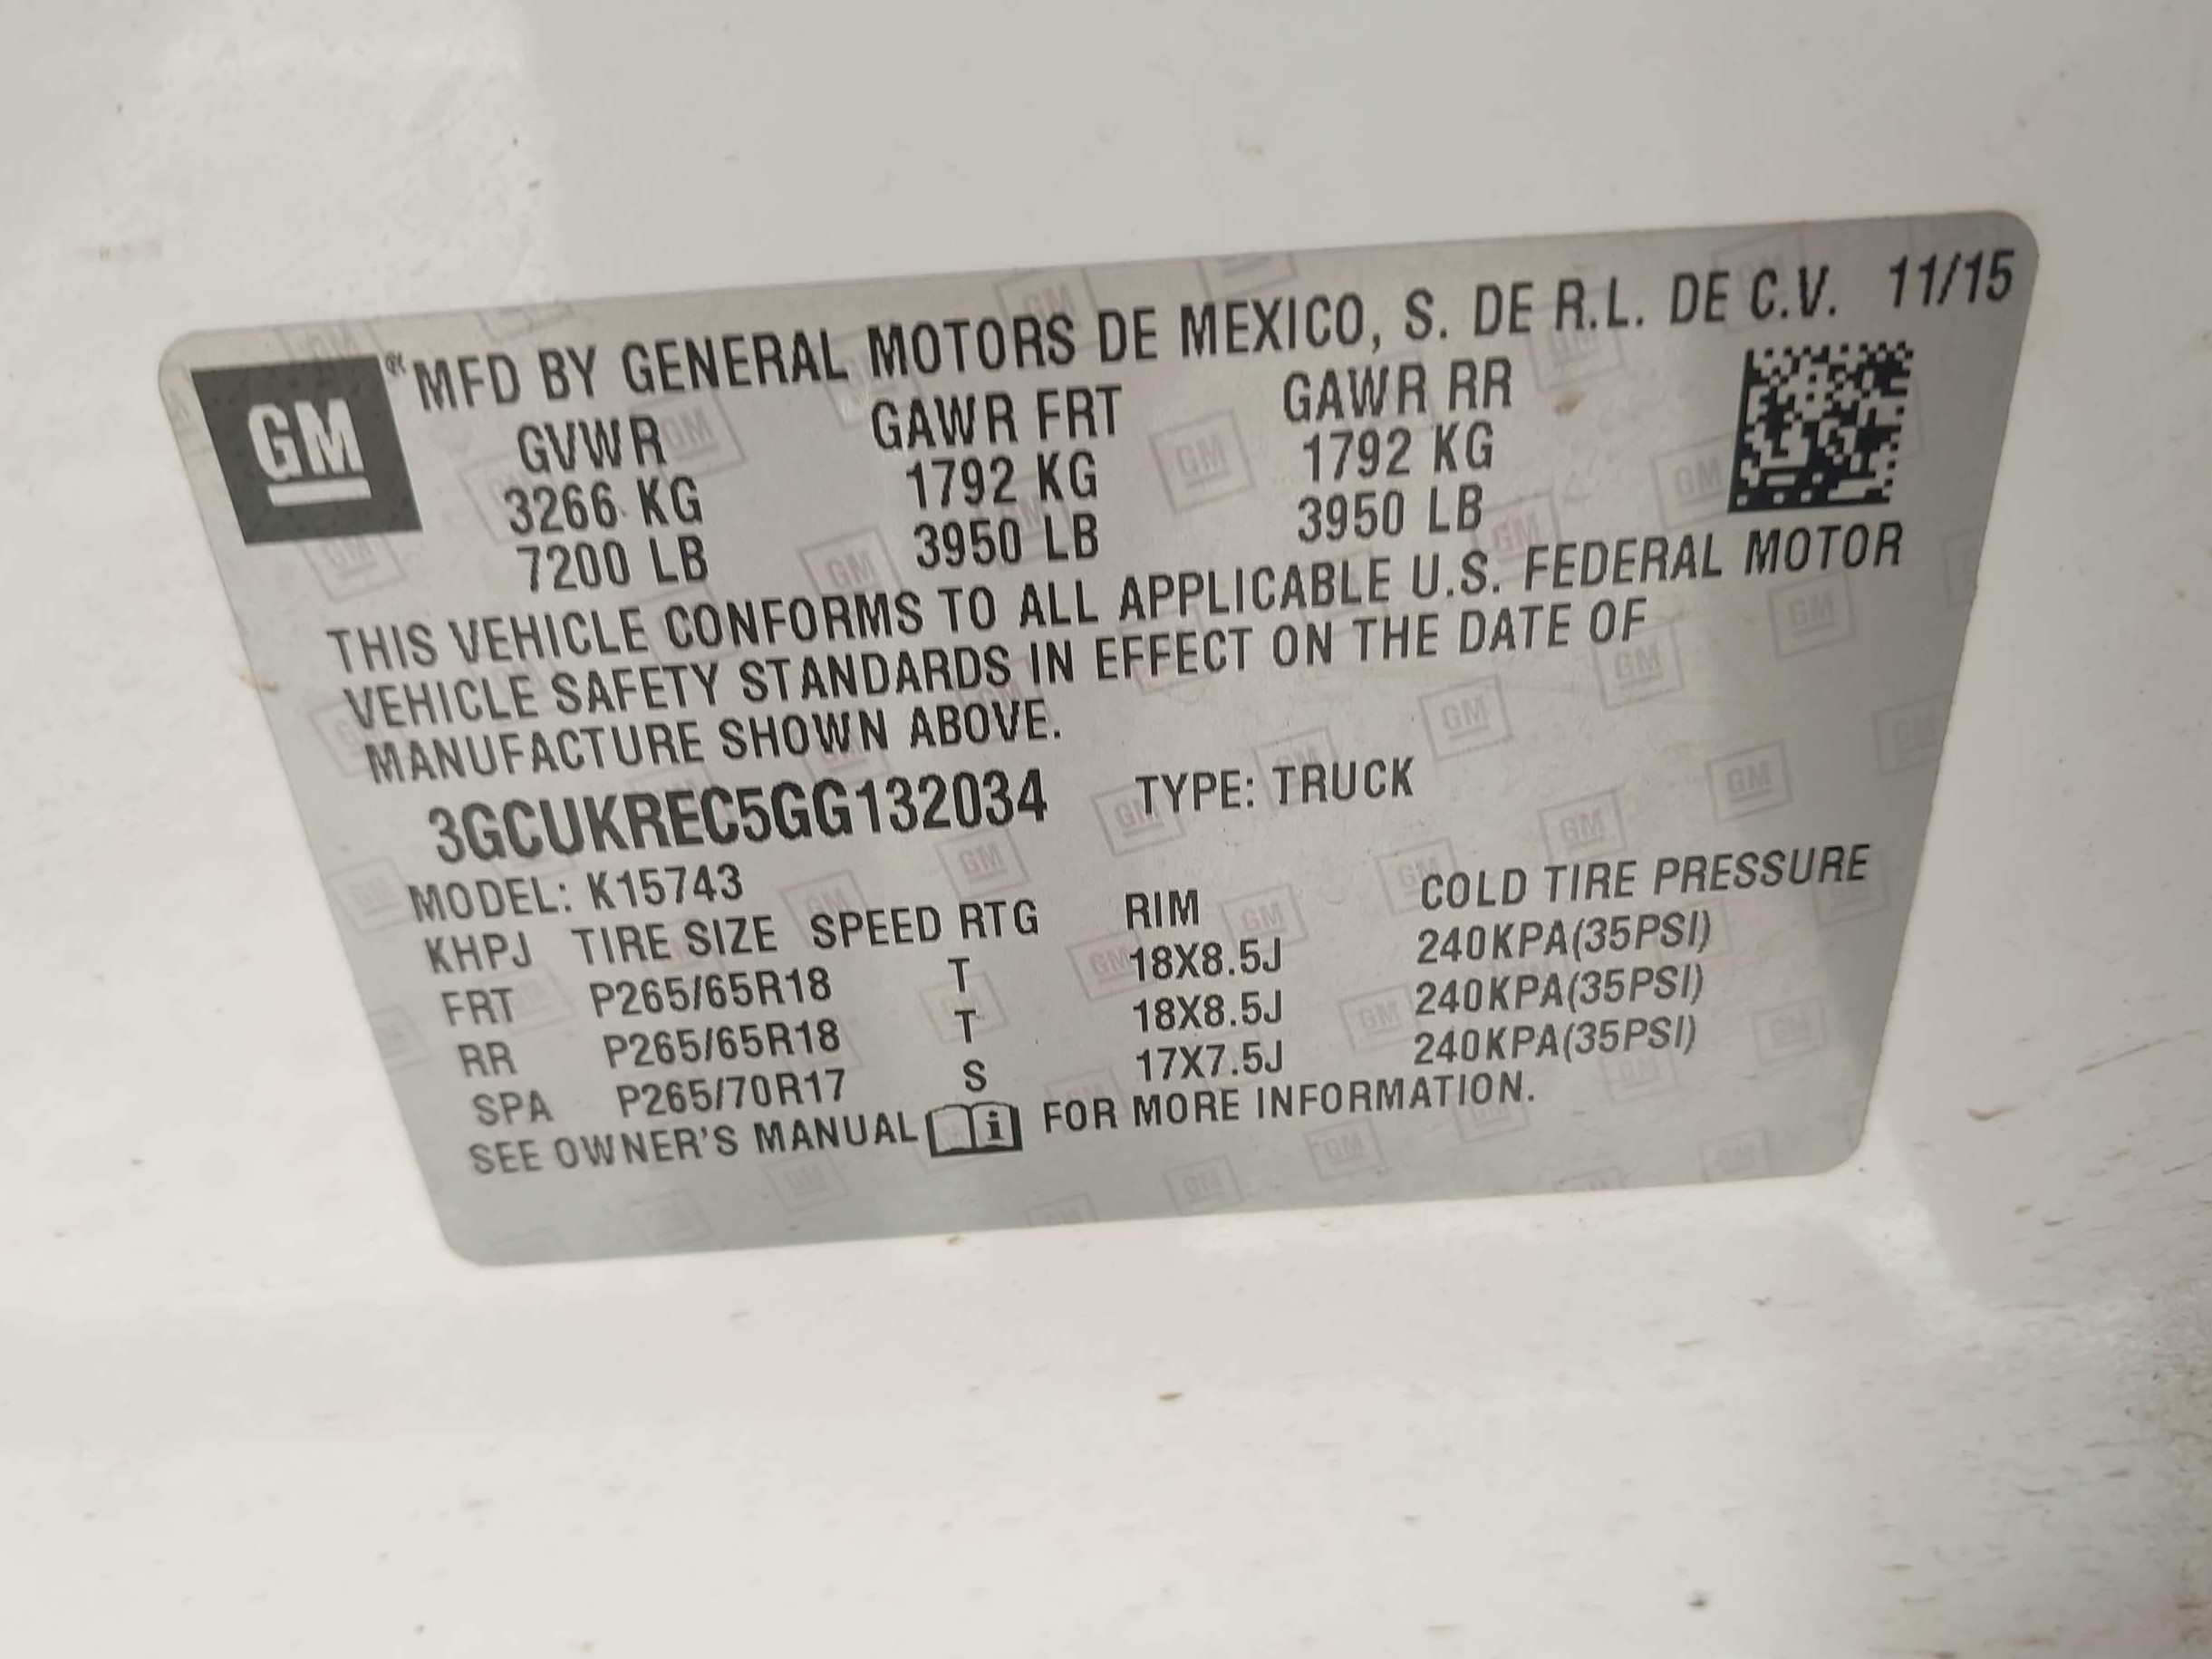 GM
MFD BY GENERAL MOTORS DE MEXICO, S. DE R.L. DE C.V. 11/15
GVWR GAWR FRT GAWR RR
3266 KG 1792 KG 1792 KG
7200 LB 3950 LB 3950 LB
THIS VEHICLE CONFORMS TO ALL APPLICABLE U.S. FEDERAL MOTOR
VEHICLE SAFETY STANDARDS IN EFFECT ON THE DATE OF
MANUFACTURE SHOWN ABOVE.
3GCUKREC5GG132034 TYPE: TRUCK
MODEL: K15743
KHPJ TIRE SIZE SPEED RTG RIM COLD TIRE PRESSURE
FRT P265/65R18 T 18X8.5J 240KPA(35PSI)
RR P265/65R18 T 18X8.5J 240KPA(35PSI)
SPA P265/70R17 S 17X7.5J 240KPA(35PSI)
SEE OWNER'S MANUAL FOR MORE INFORMATION.